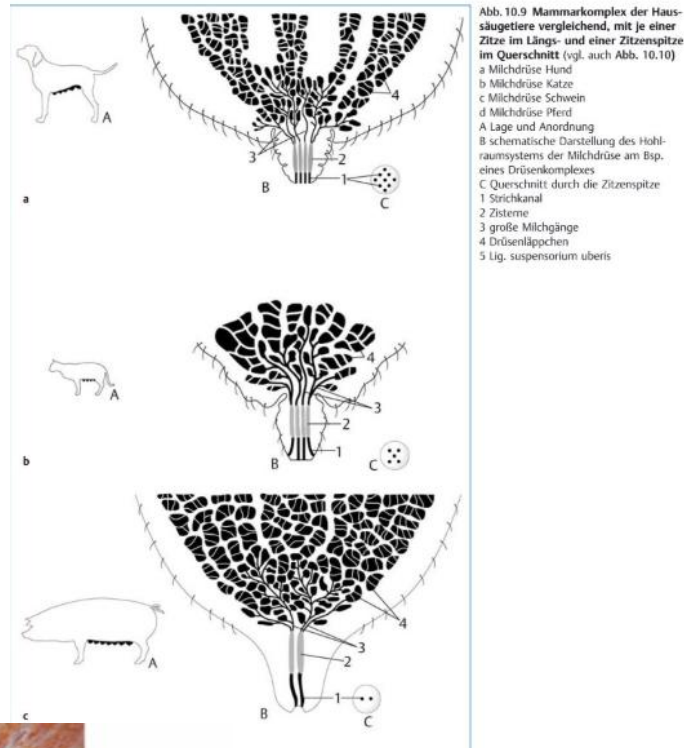 Abb. 10.9 Mammarkomplex der Haus-
säugetiere vergleichend, mit je einer
Zitze im Längs- und einer Zitzenspitze
im Querschnitt (vgl. auch Abb. 10.10)
a Milchdrüse Hund
b Milchdrüse Katze
c Milchdrüse Schwein
d Milchdrüse Pferd
A Lage und Anordnung
B schematische Darstellung des Hohl-
raumsystems der Milchdrüse am Bsp.
eines Drüsenkomplexes
C Querschnitt durch die Zitzenspitze
1 Strichkanal
2 Zisterne
3 große Milchgänge
4 Drüsenläppchen
5 Lig. suspensorium uberis
A
4
3
2
1
B
C
a
A
4
3
2
1
B
C
b
A
4
3
2
1
B
C
c